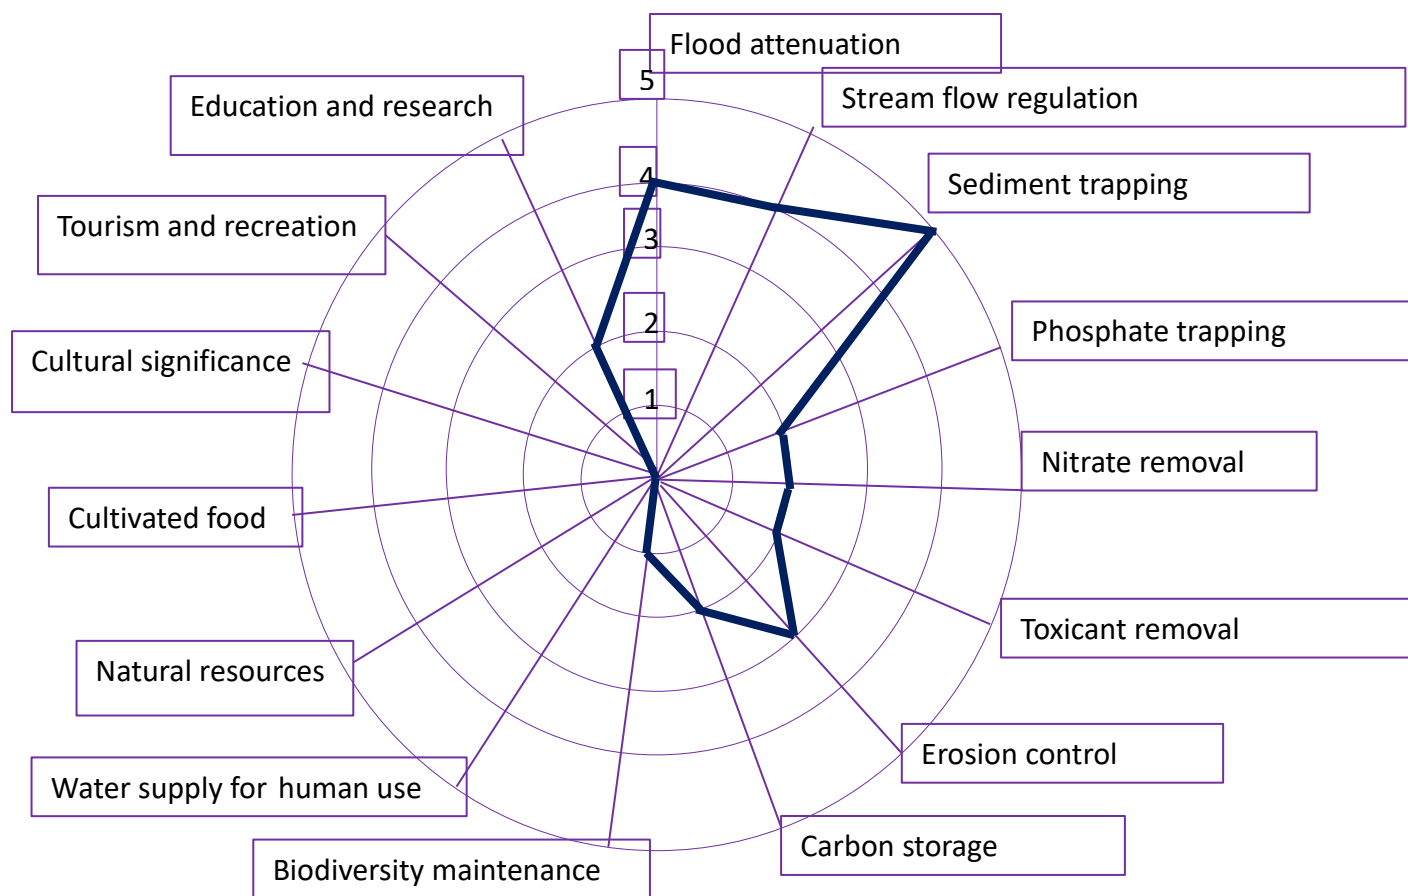 Flood attenuation
5
Stream flow regulation
Education and research
4
Sediment trapping
Tourism and recreation
3
2
Phosphate trapping
Cultural significance
1
Nitrate removal
Cultivated food
Toxicant removal
Natural resources
Erosion control
Water supply for human use
Carbon storage
Biodiversity maintenance